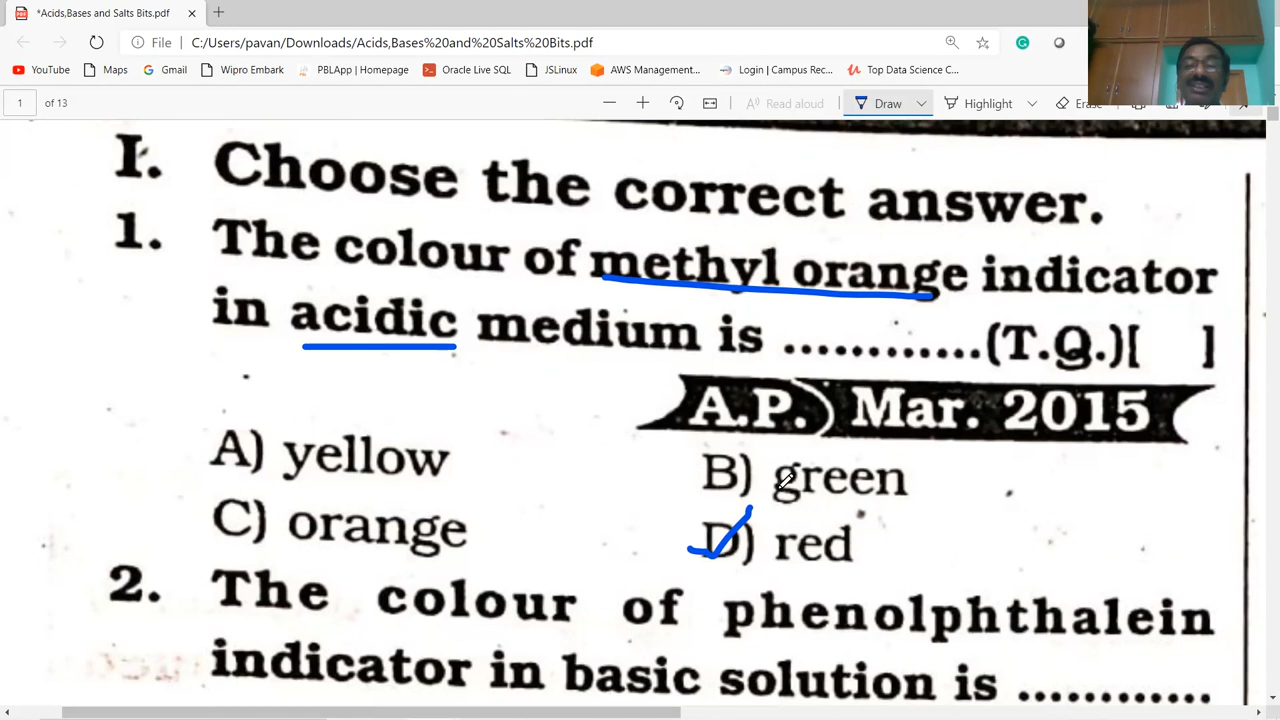 *Acids,Bases and Salts Bits.pdf
File C:/Users/pavan/Downloads/Acids,Bases%20and%20Salts%20Bits.pdf
YouTube Maps Gmail Wipro Embark PBLApp | Homepage Oracle Live SQL JSLinux AWS Management... Login | Campus Rec... Top Data Science C...
1 of 13 Read aloud Draw Highlight Erase
I. Choose the correct answer.
1. The colour of methyl orange indicator
in acidic medium is ............(T.Q.)[ ]
A.P. Mar. 2015
A) yellow B) green
C) orange D) red
2. The colour of phenolphthalein
indicator in basic solution is ............